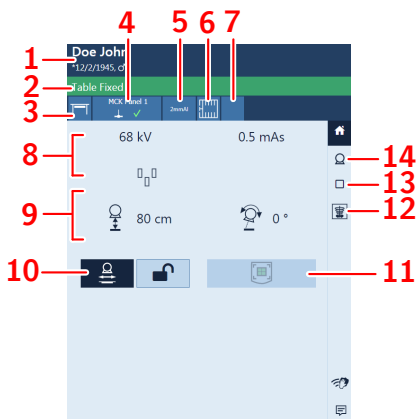 Doe John
*12/2/1945, ♂
Table Fixed
MCK Panel 1
2mmAl
68 kV 0.5 mAs
80 cm 0 °
1
2
3
4
5
6
7
8
9
10
11
12
13
14